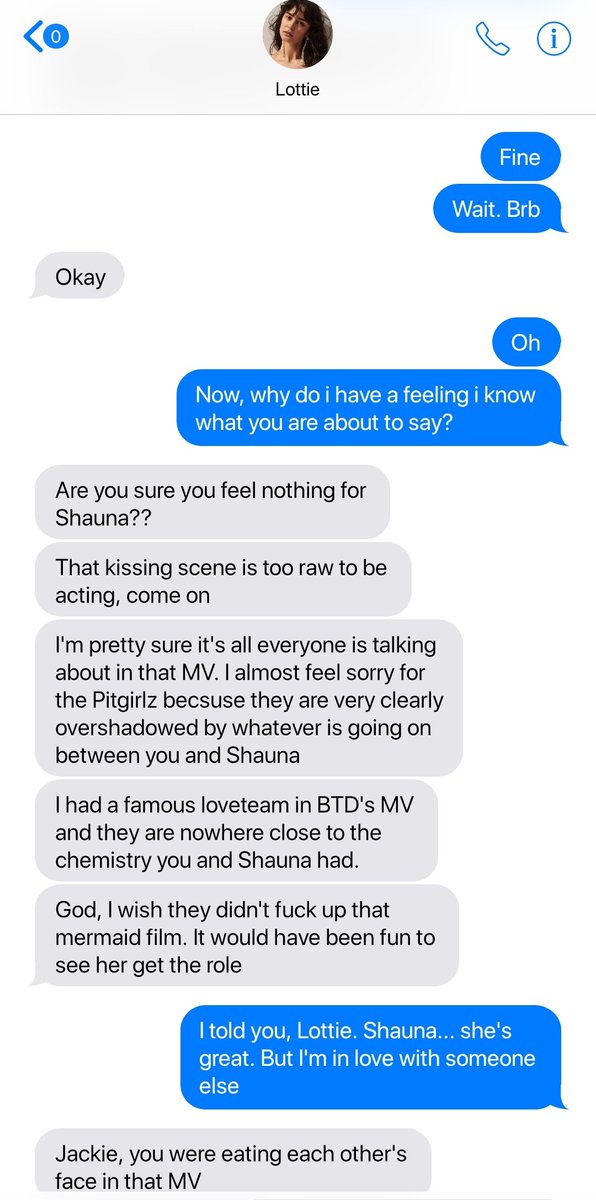 0
Lottie
Fine
Wait. Brb
Okay
Oh
Now, why do i have a feeling i know
what you are about to say?
Are you sure you feel nothing for
Shauna??
That kissing scene is too raw to be
acting, come on
I'm pretty sure it's all everyone is talking
about in that MV. I almost feel sorry for
the Pitgirlz becsuse they are very clearly
overshadowed by whatever is going on
between you and Shauna
I had a famous loveteam in BTD's MV
and they are nowhere close to the
chemistry you and Shauna had.
God, I wish they didn't fuck up that
mermaid film. It would have been fun to
see her get the role
I told you, Lottie. Shauna... she's
great. But I'm in love with someone
else
Jackie, you were eating each other's
face in that MV